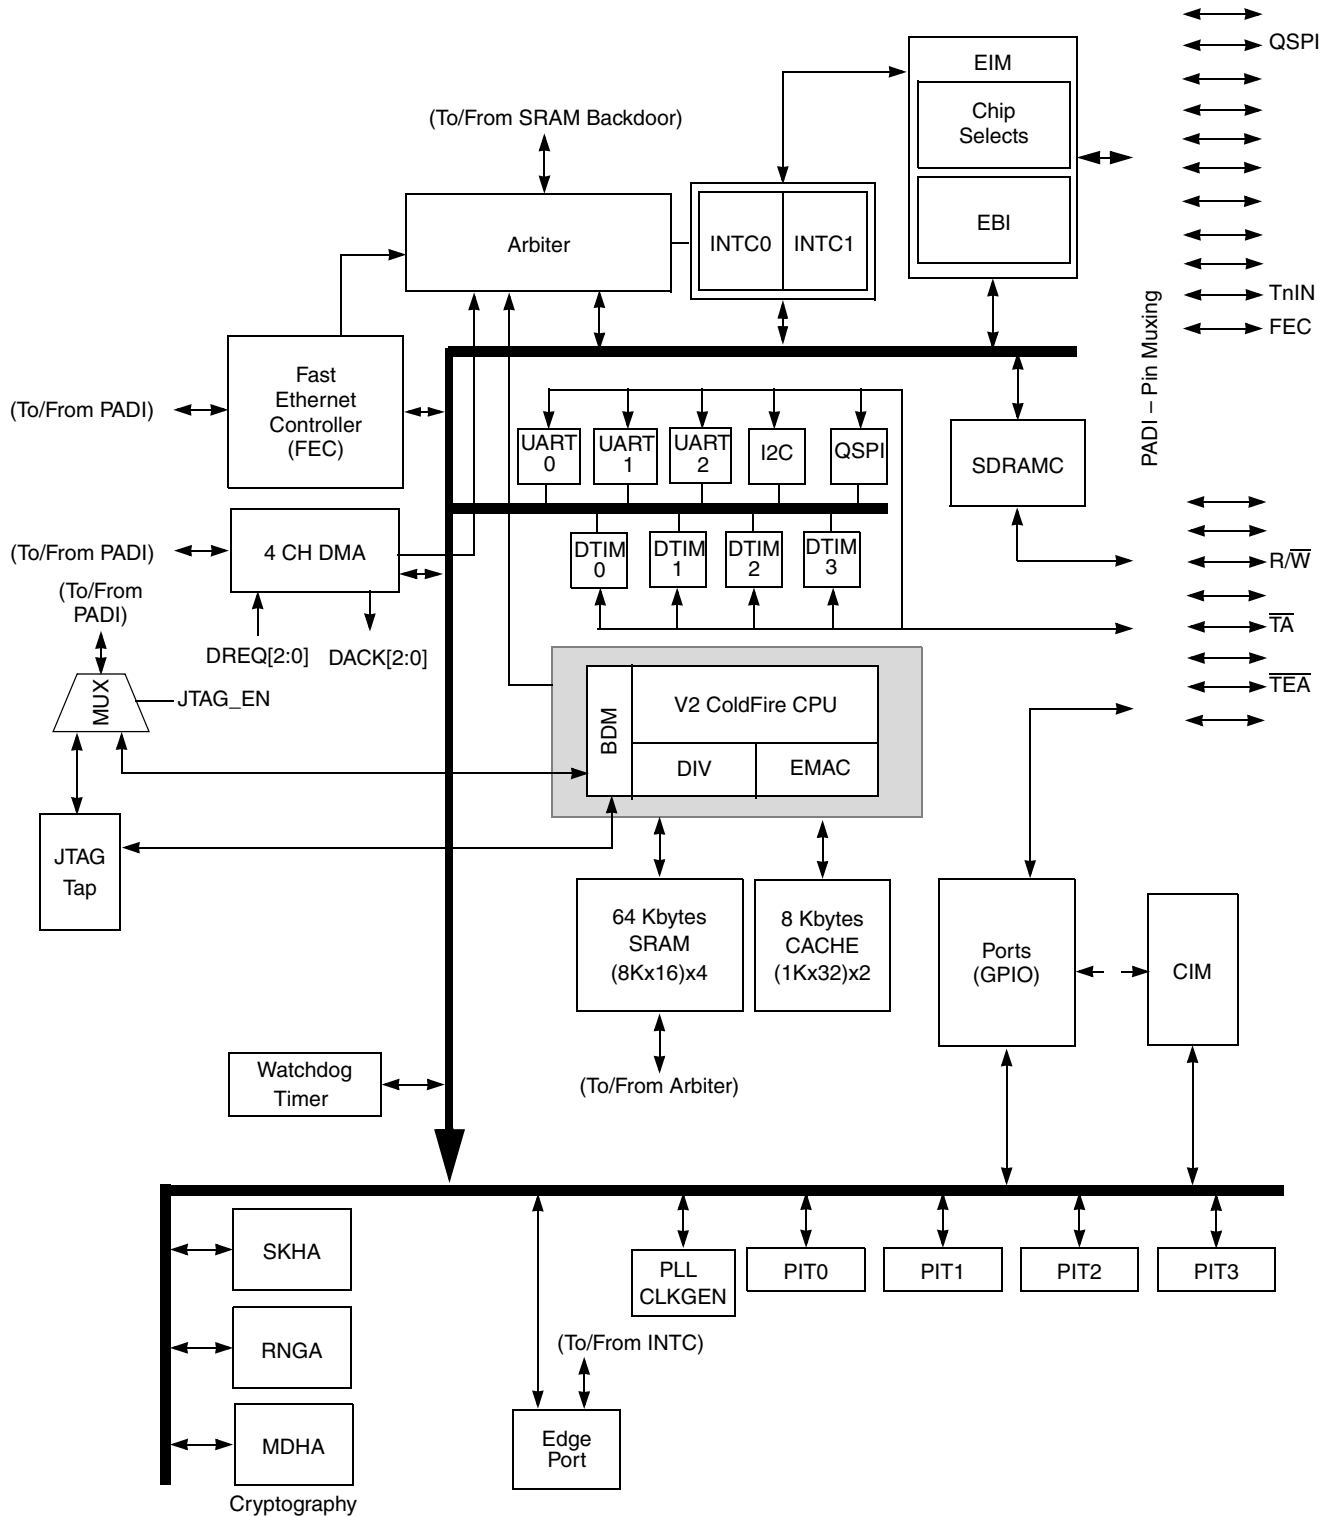 QSPI
EIM
Chip
Selects
EBI
(To/From SRAM Backdoor)
Arbiter
INTC0
INTC1
TnIN
FEC
PADI – Pin Muxing
Fast
Ethernet
Controller
(FEC)
(To/From PADI)
UART
0
UART
1
UART
2
I2C
QSPI
SDRAMC
4 CH DMA
(To/From PADI)
DTIM
0
DTIM
1
DTIM
2
DTIM
3
R/W
TA
TEA
(To/From
PADI)
DREQ[2:0]
DACK[2:0]
MUX
JTAG_EN
BDM
V2 ColdFire CPU
DIV
EMAC
JTAG
Tap
64 Kbytes
SRAM
(8Kx16)x4
8 Kbytes
CACHE
(1Kx32)x2
Ports
(GPIO)
CIM
Watchdog
Timer
(To/From Arbiter)
SKHA
RNGA
MDHA
Cryptography
PLL
CLKGEN
PIT0
PIT1
PIT2
PIT3
(To/From INTC)
Edge
Port